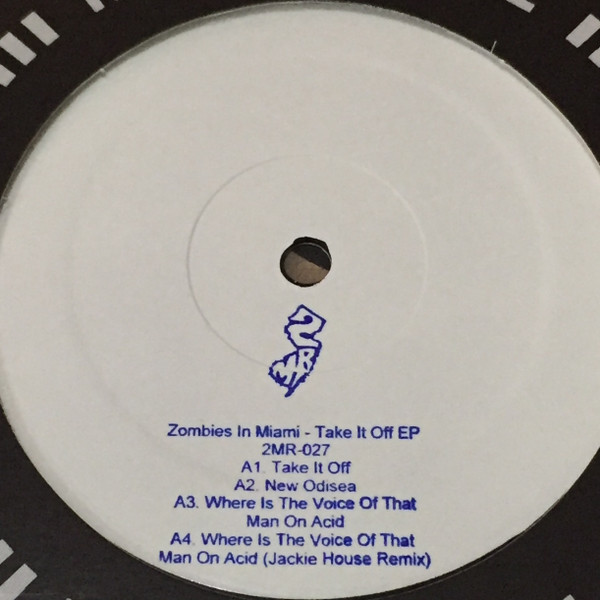 2
MR
Zombies In Miami - Take It Off EP
2MR-027
A1. Take It Off
A2. New Odisea
A3. Where Is The Voice Of That
Man On Acid
A4. Where Is The Voice Of That
Man On Acid (Jackie House Remix)